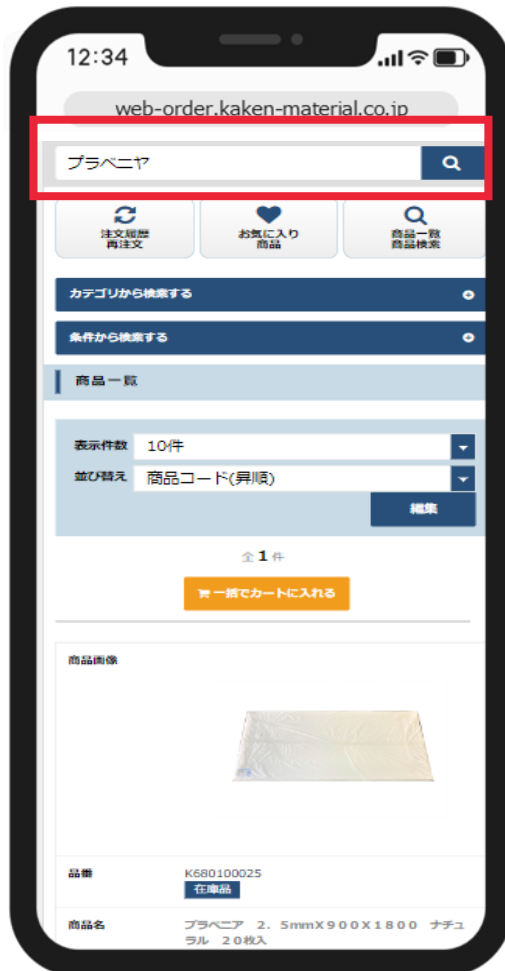 12:34
web-order.kaken-material.co.jp
プラベニヤ
注文履歴
再注文
お気に入り
商品
商品一覧
商品検索
カテゴリから検索する
条件から検索する
商品一覧
表示件数 10件
並び替え 商品コード(昇順)
編集
全 1 件
一括でカートに入れる
商品画像
品番 K680100025
在庫品
商品名 プラベニア 2．5mmX900X1800 ナチュ
ラル 20枚入